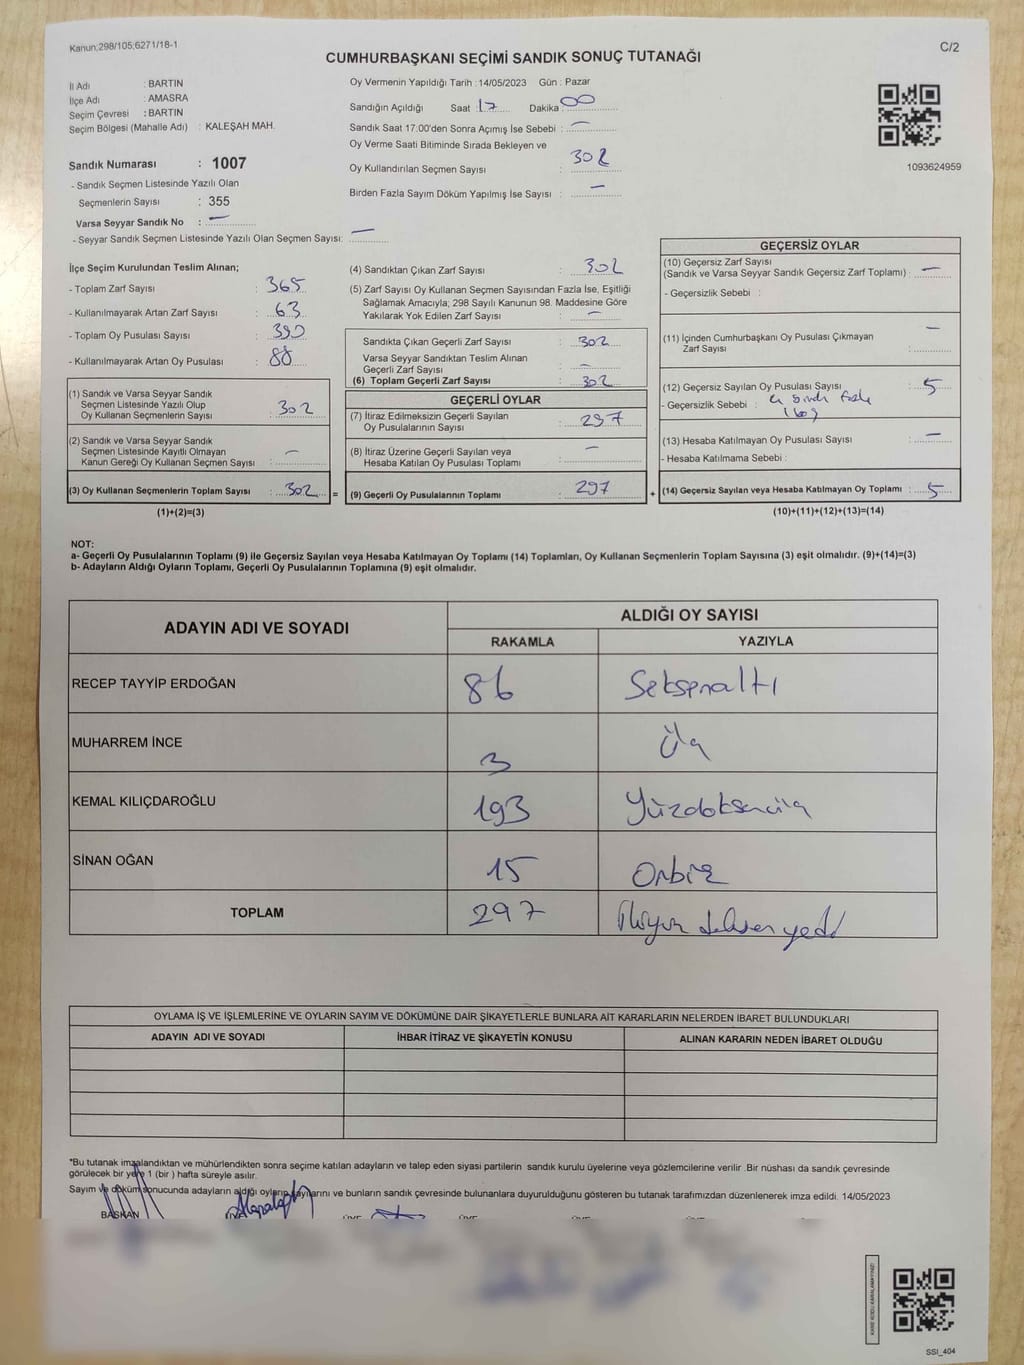 Kanun;298/105;6271/18-1
C/2
CUMHURBAŞKANI SEÇİMİ SANDIK SONUÇ TUTANAĞI
İl Adı : BARTIN
İlçe Adı : AMASRA
Seçim Çevresi : BARTIN
Seçim Bölgesi (Mahalle Adı) : KALEŞAH MAH.
Sandık Numarası : 1007
- Sandık Seçmen Listesinde Yazılı Olan
Seçmenlerin Sayısı : 355
Varsa Seyyar Sandık No : —
- Seyyar Sandık Seçmen Listesinde Yazılı Olan Seçmen Sayısı: —
Oy Vermenin Yapıldığı Tarih : 14/05/2023 Gün : Pazar
Sandığın Açıldığı Saat : 17 Dakika : 00
Sandık Saat 17:00'den Sonra Açımış İse Sebebi : —
Oy Verme Saati Bitiminde Sırada Bekleyen ve
Oy Kullandırılan Seçmen Sayısı : 302
Birden Fazla Sayım Döküm Yapılmış İse Sayısı : —
1093624959
İlçe Seçim Kurulundan Teslim Alınan;
- Toplam Zarf Sayısı : 365
- Kullanılmayarak Artan Zarf Sayısı : 63
- Toplam Oy Pusulası Sayısı : 390
- Kullanılmayarak Artan Oy Pusulası : 88
(1) Sandık ve Varsa Seyyar Sandık
Seçmen Listesinde Yazılı Olup
Oy Kullanan Seçmenlerin Sayısı : 302
(2) Sandık ve Varsa Seyyar Sandık
Seçmen Listesinde Kayıtlı Olmayan
Kanun Gereği Oy Kullanan Seçmen Sayısı : —
(3) Oy Kullanan Seçmenlerin Toplam Sayısı : 302 =
(1)+(2)=(3)
(4) Sandıktan Çıkan Zarf Sayısı : 302
(5) Zarf Sayısı Oy Kullanan Seçmen Sayısından Fazla İse, Eşitliği
Sağlamak Amacıyla; 298 Sayılı Kanunun 98. Maddesine Göre
Yakılarak Yok Edilen Zarf Sayısı : —
Sandıkta Çıkan Geçerli Zarf Sayısı : 302
Varsa Seyyar Sandıktan Teslim Alınan
Geçerli Zarf Sayısı : —
(6) Toplam Geçerli Zarf Sayısı : 302
GEÇERLİ OYLAR
(7) İtiraz Edilmeksizin Geçerli Sayılan
Oy Pusulalarının Sayısı : 297
(8) İtiraz Üzerine Geçerli Sayılan veya
Hesaba Katılan Oy Pusulası Toplamı : —
(9) Geçerli Oy Pusulalarının Toplamı : 297 +
GEÇERSİZ OYLAR
(10) Geçersiz Zarf Sayısı
(Sandık ve Varsa Seyyar Sandık Geçersiz Zarf Toplamı) : —
- Geçersizlik Sebebi :
(11) İçinden Cumhurbaşkanı Oy Pusulası Çıkmayan
Zarf Sayısı : —
(12) Geçersiz Sayılan Oy Pusulası Sayısı : 5
- Geçersizlik Sebebi :
(13) Hesaba Katılmayan Oy Pusulası Sayısı : —
- Hesaba Katılmama Sebebi :
(14) Geçersiz Sayılan veya Hesaba Katılmayan Oy Toplamı : 5
(10)+(11)+(12)+(13)=(14)
NOT:
a- Geçerli Oy Pusulalarının Toplamı (9) ile Geçersiz Sayılan veya Hesaba Katılmayan Oy Toplamı (14) Toplamları, Oy Kullanan Seçmenlerin Toplam Sayısına (3) eşit olmalıdır. (9)+(14)=(3)
b- Adayların Aldığı Oyların Toplamı, Geçerli Oy Pusulalarının Toplamına (9) eşit olmalıdır.
ADAYIN ADI VE SOYADI
ALDIĞI OY SAYISI
RAKAMLA YAZIYLA
RECEP TAYYİP ERDOĞAN 86 Seksenaltı
MUHARREM İNCE 3 Üç
KEMAL KILIÇDAROĞLU 193 Yüzdoksanüç
SİNAN OĞAN 15 Onbeş
TOPLAM 297 yedi
OYLAMA İŞ VE İŞLEMLERİNE VE OYLARIN SAYIM VE DÖKÜMÜNE DAİR ŞİKAYETLERLE BUNLARA AİT KARARLARIN NELERDEN İBARET BULUNDUKLARI
ADAYIN ADI VE SOYADI İHBAR İTİRAZ VE ŞİKAYETİN KONUSU ALINAN KARARIN NEDEN İBARET OLDUĞU
*Bu tutanak imzalandıktan ve mühürlendikten sonra seçime katılan adayların ve talep eden siyasi partilerin sandık kurulu üyelerine veya gözlemcilerine verilir .Bir nüshası da sandık çevresinde
görülecek bir yere 1 (bir ) hafta süreyle asılır.
Sayım ve döküm sonucunda adayların aldığı oyların sayılarını ve bunların sandık çevresinde bulunanlara duyurulduğunu gösteren bu tutanak tarafımızdan düzenlenerek imza edildi. 14/05/2023
BAŞKAN
SSI_404